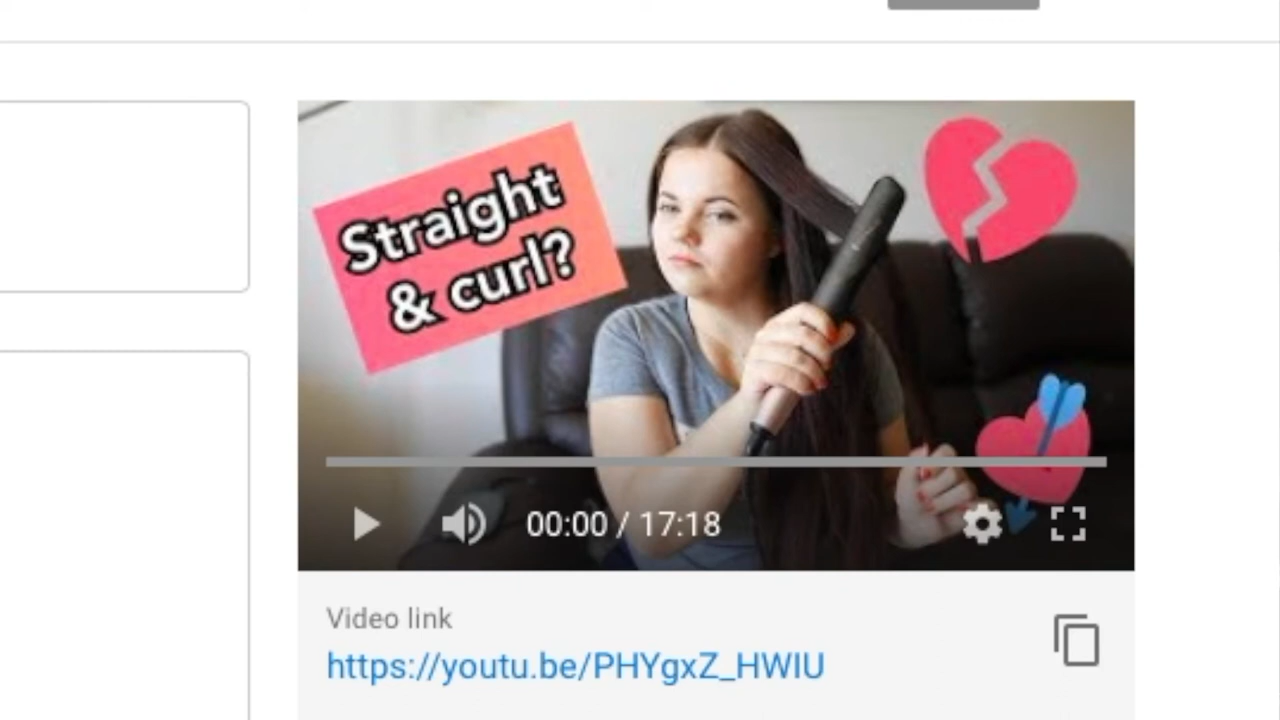 Straight
& curl?
00:00 / 17:18
Video link
https://youtu.be/PHYgxZ_HWIU